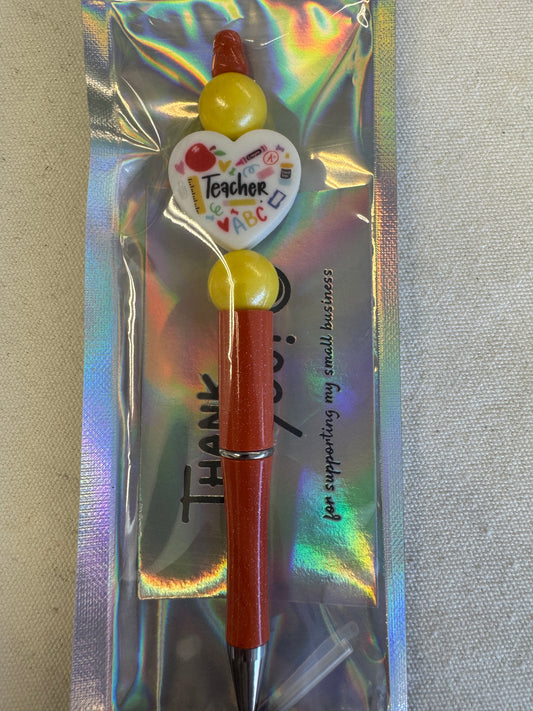 Teacher
A+
ABC
THANK
you!
for supporting my small business